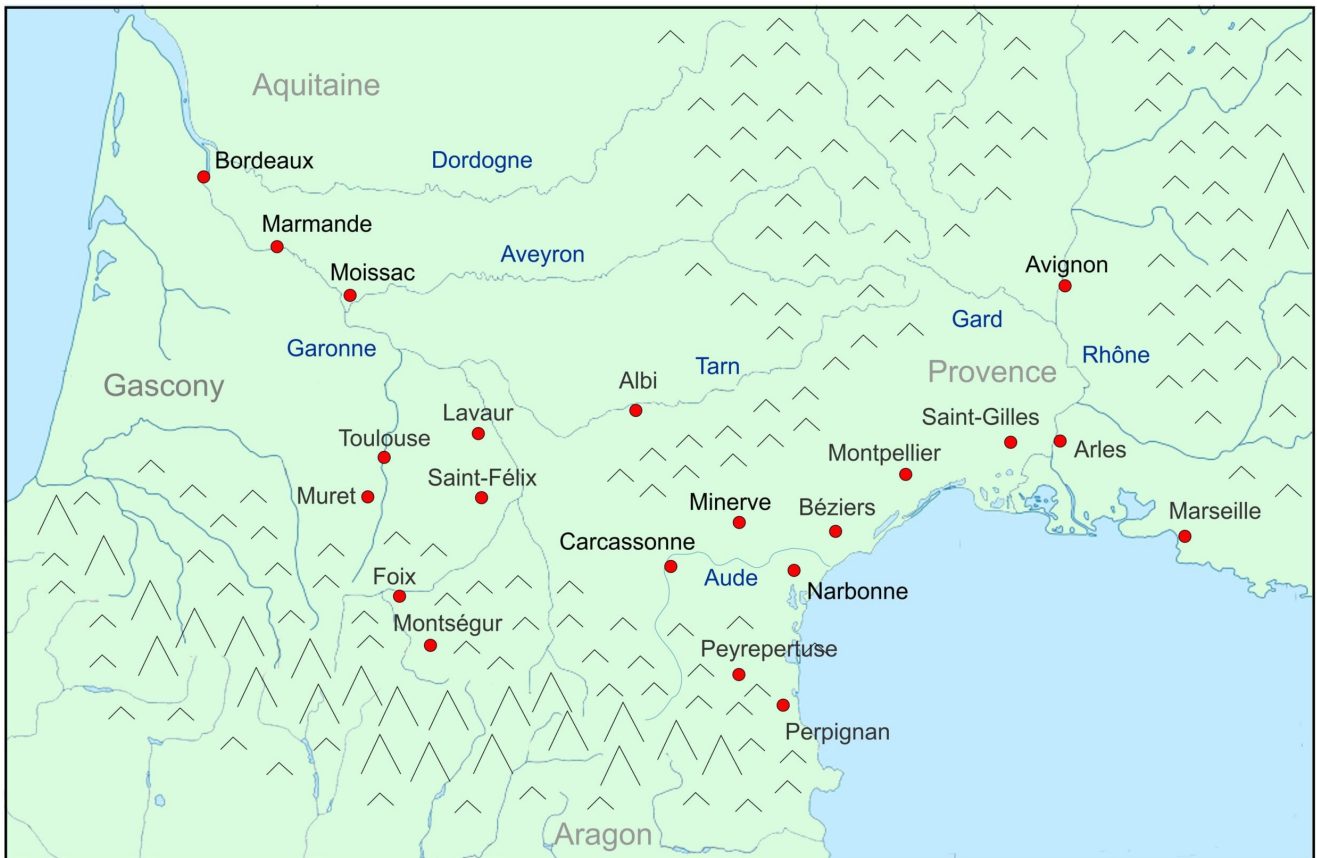 Aquitaine
Bordeaux
Dordogne
Marmande
Aveyron
Moissac
Avignon
Gard
Garonne
Rhône
Tarn
Provence
Albi
Gascony
Lavaur
Saint-Gilles
Toulouse
Arles
Montpellier
Saint-Félix
Muret
Minerve
Béziers
Marseille
Carcassonne
Foix
Aude
Narbonne
Montségur
Peyrepertuse
Perpignan
Aragon